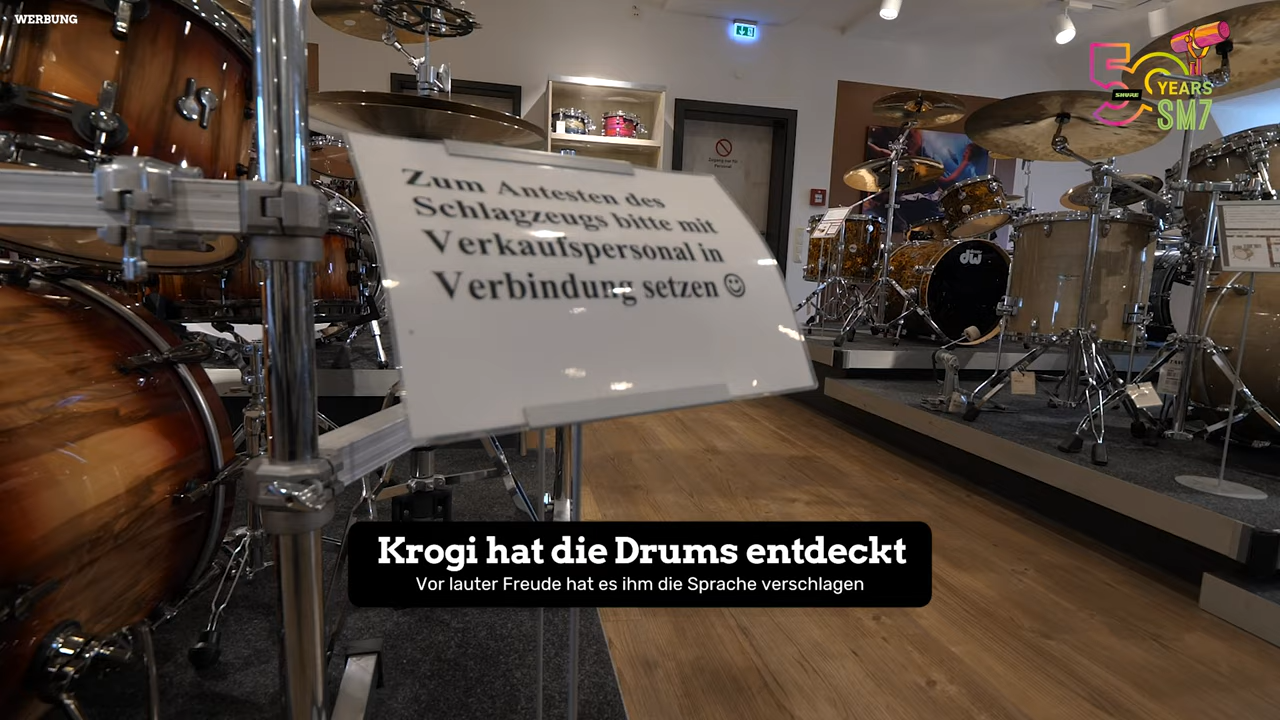 WERBUNG
50
SHURE
YEARS
SM7
Zum Antesten des
Schlagzeugs bitte mit
Verkaufspersonal in
Verbindung setzen ☺
dw
Krogi hat die Drums entdeckt
Vor lauter Freude hat es ihm die Sprache verschlagen